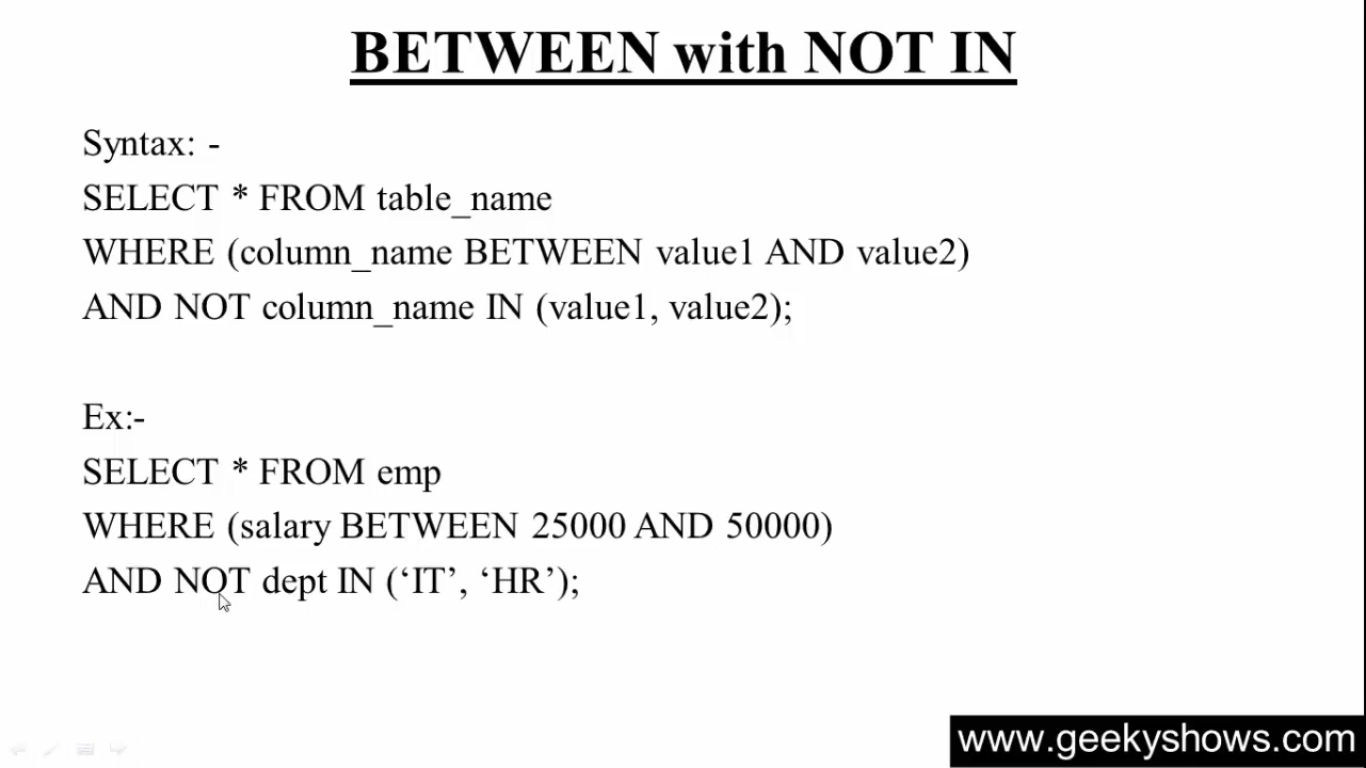 BETWEEN with NOT IN
Syntax: -
SELECT * FROM table_name
WHERE (column_name BETWEEN value1 AND value2)
AND NOT column_name IN (value1, value2);
Ex:-
SELECT * FROM emp
WHERE (salary BETWEEN 25000 AND 50000)
AND NOT dept IN (‘IT’, ‘HR’);
www.geekyshows.com